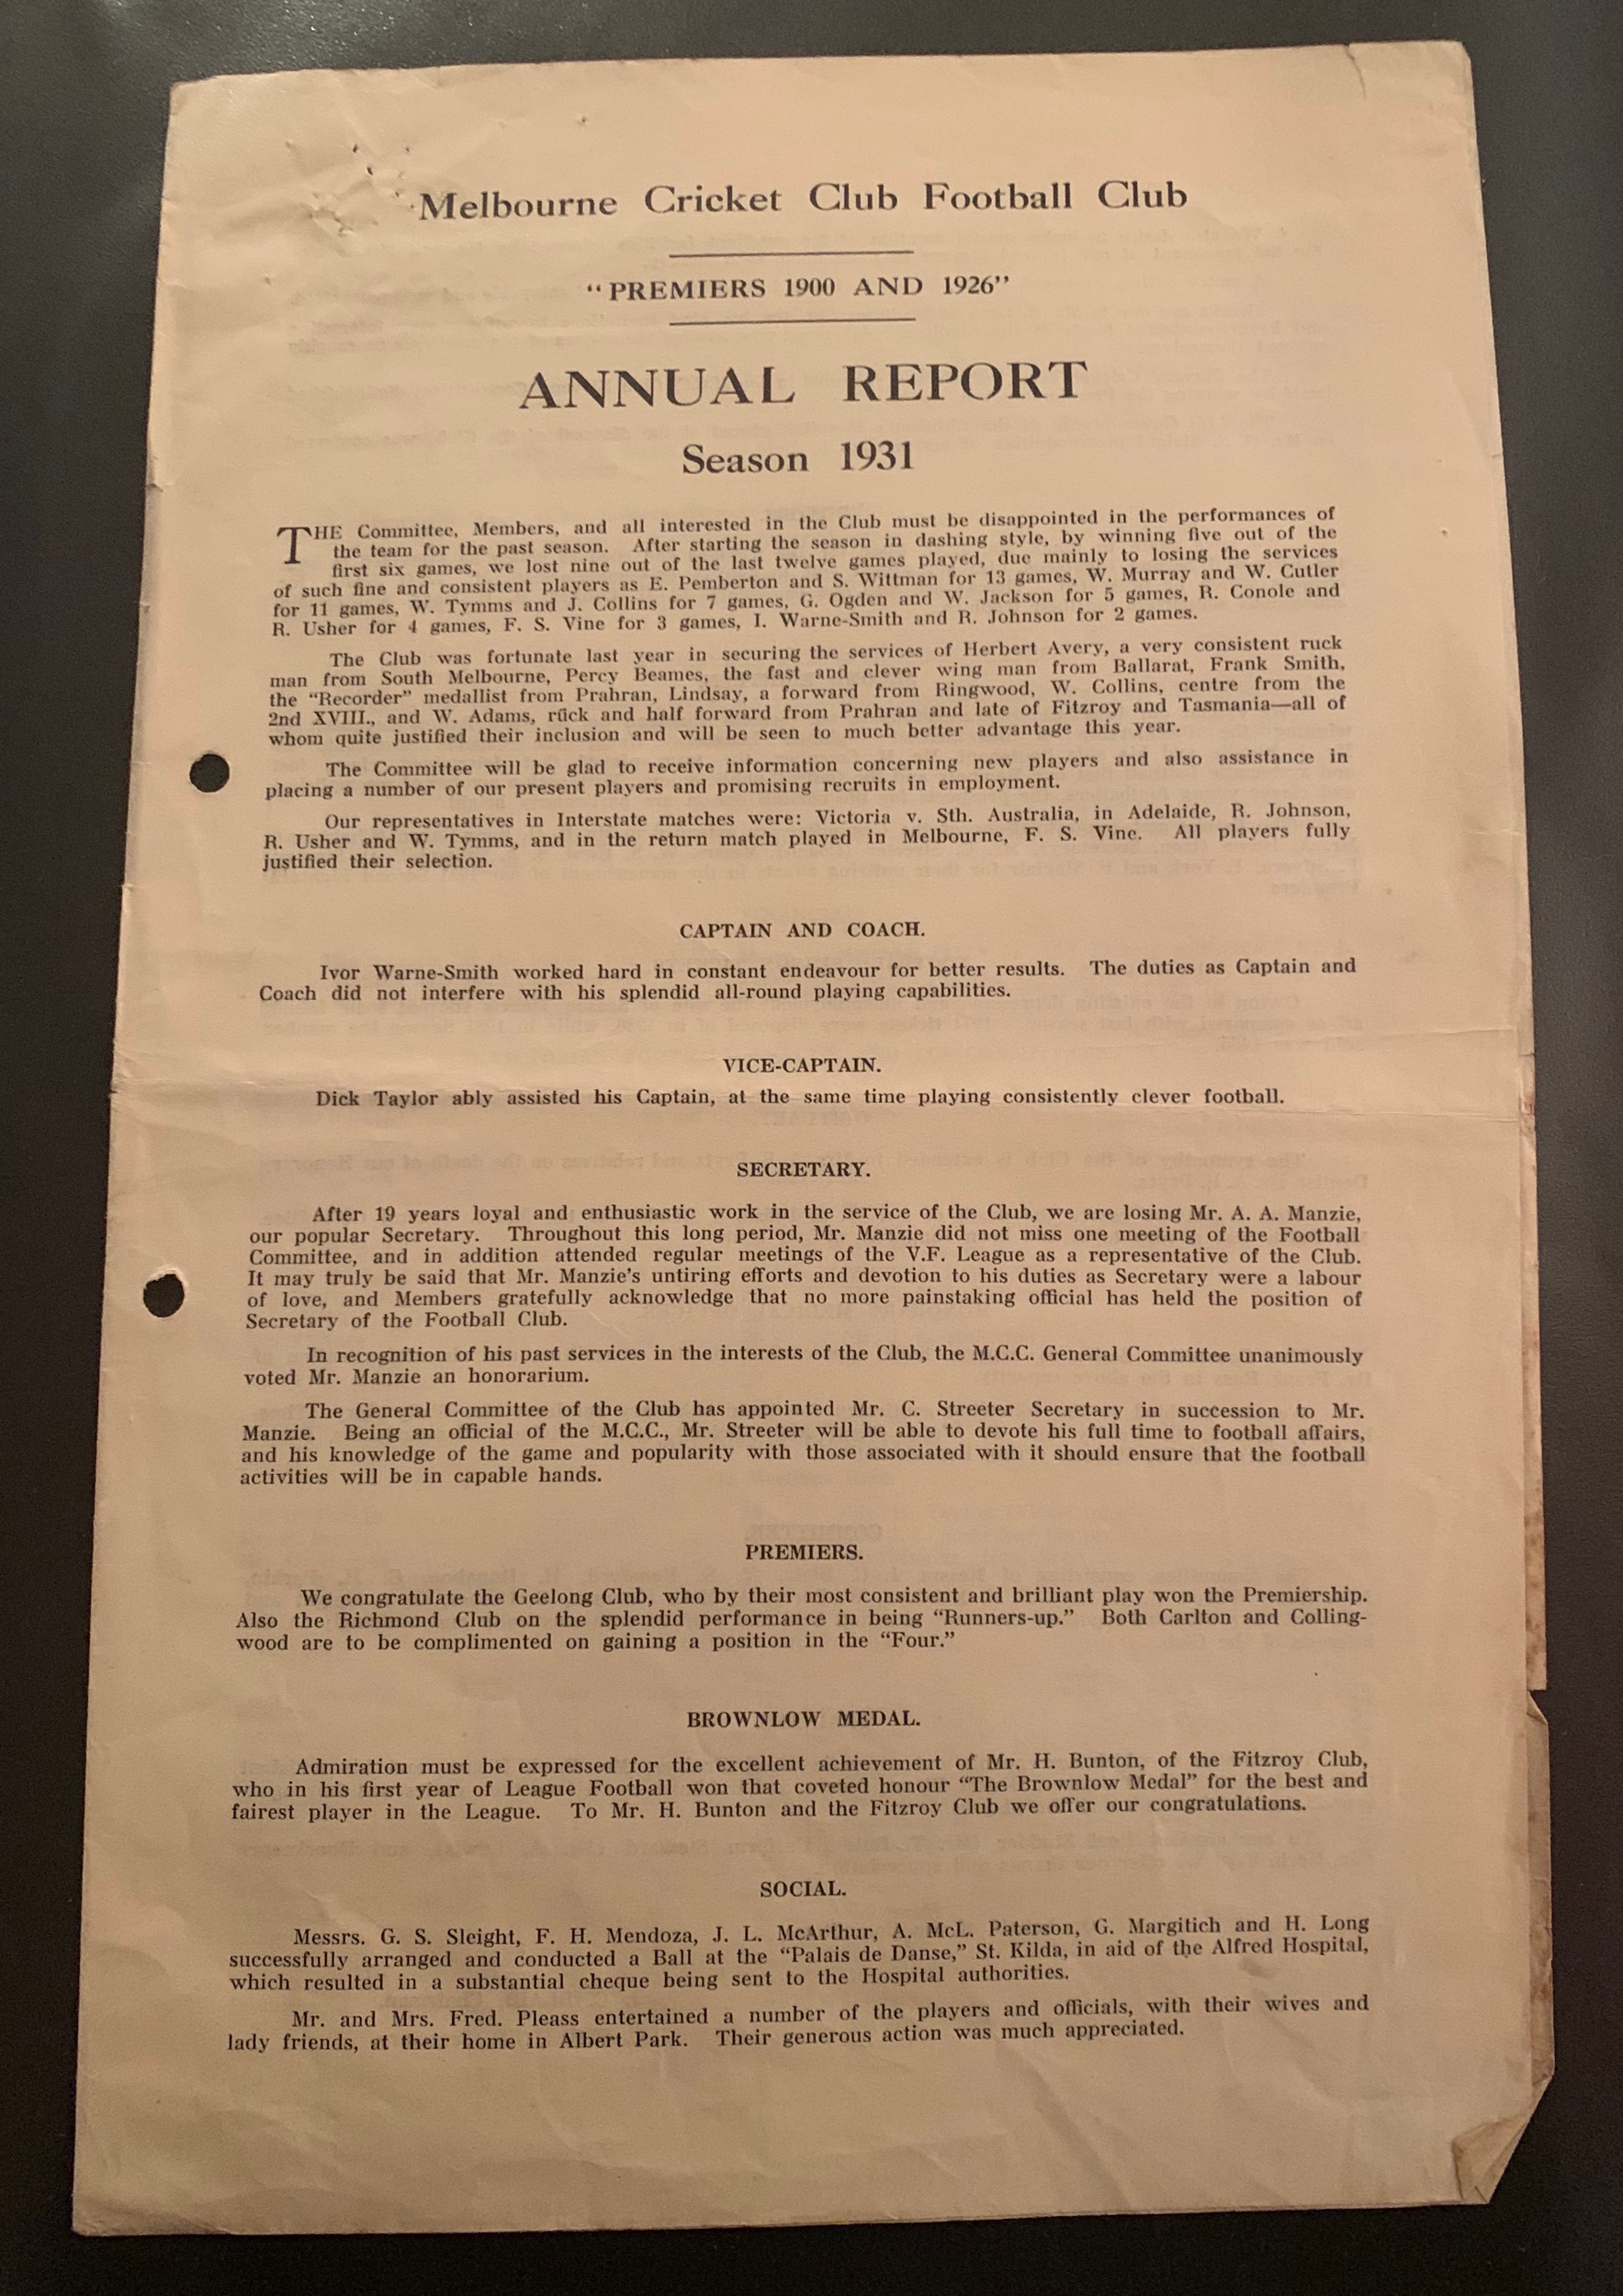 Melbourne Cricket Club Football Club
“PREMIERS 1900 AND 1926”
ANNUAL REPORT
Season 1931
THE Committee, Members, and all interested in the Club must be disappointed in the performances of
the team for the past season. After starting the season in dashing style, by winning five out of the
first six games, we lost nine out of the last twelve games played, due mainly to losing the services
of such fine and consistent players as E. Pemberton and S. Wittman for 13 games, W. Murray and W. Cutler
for 11 games, W. Tymms and J. Collins for 7 games, G. Ogden and W. Jackson for 5 games, R. Conole and
R. Usher for 4 games, F. S. Vine for 3 games, I. Warne-Smith and R. Johnson for 2 games.
The Club was fortunate last year in securing the services of Herbert Avery, a very consistent ruck
man from South Melbourne, Percy Beames, the fast and clever wing man from Ballarat, Frank Smith,
the “Recorder” medallist from Prahran, Lindsay, a forward from Ringwood, W. Collins, centre from the
2nd XVIII., and W. Adams, ruck and half forward from Prahran and late of Fitzroy and Tasmania—all of
whom quite justified their inclusion and will be seen to much better advantage this year.
The Committee will be glad to receive information concerning new players and also assistance in
placing a number of our present players and promising recruits in employment.
Our representatives in Interstate matches were: Victoria v. Sth. Australia, in Adelaide, R. Johnson,
R. Usher and W. Tymms, and in the return match played in Melbourne, F. S. Vine. All players fully
justified their selection.
CAPTAIN AND COACH.
Ivor Warne-Smith worked hard in constant endeavour for better results. The duties as Captain and
Coach did not interfere with his splendid all-round playing capabilities.
VICE-CAPTAIN.
Dick Taylor ably assisted his Captain, at the same time playing consistently clever football.
SECRETARY.
After 19 years loyal and enthusiastic work in the service of the Club, we are losing Mr. A. A. Manzie,
our popular Secretary. Throughout this long period, Mr. Manzie did not miss one meeting of the Football
Committee, and in addition attended regular meetings of the V.F. League as a representative of the Club.
It may truly be said that Mr. Manzie’s untiring efforts and devotion to his duties as Secretary were a labour
of love, and Members gratefully acknowledge that no more painstaking official has held the position of
Secretary of the Football Club.
In recognition of his past services in the interests of the Club, the M.C.C. General Committee unanimously
voted Mr. Manzie an honorarium.
The General Committee of the Club has appointed Mr. C. Streeter Secretary in succession to Mr.
Manzie. Being an official of the M.C.C., Mr. Streeter will be able to devote his full time to football affairs,
and his knowledge of the game and popularity with those associated with it should ensure that the football
activities will be in capable hands.
PREMIERS.
We congratulate the Geelong Club, who by their most consistent and brilliant play won the Premiership.
Also the Richmond Club on the splendid performance in being “Runners-up.” Both Carlton and Colling-
wood are to be complimented on gaining a position in the “Four.”
BROWNLOW MEDAL.
Admiration must be expressed for the excellent achievement of Mr. H. Bunton, of the Fitzroy Club,
who in his first year of League Football won that coveted honour “The Brownlow Medal” for the best and
fairest player in the League. To Mr. H. Bunton and the Fitzroy Club we offer our congratulations.
SOCIAL.
Messrs. G. S. Sleight, F. H. Mendoza, J. L. McArthur, A. McL. Paterson, G. Margitich and H. Long
successfully arranged and conducted a Ball at the “Palais de Danse,” St. Kilda, in aid of the Alfred Hospital,
which resulted in a substantial cheque being sent to the Hospital authorities.
Mr. and Mrs. Fred. Pleass entertained a number of the players and officials, with their wives and
lady friends, at their home in Albert Park. Their generous action was much appreciated.